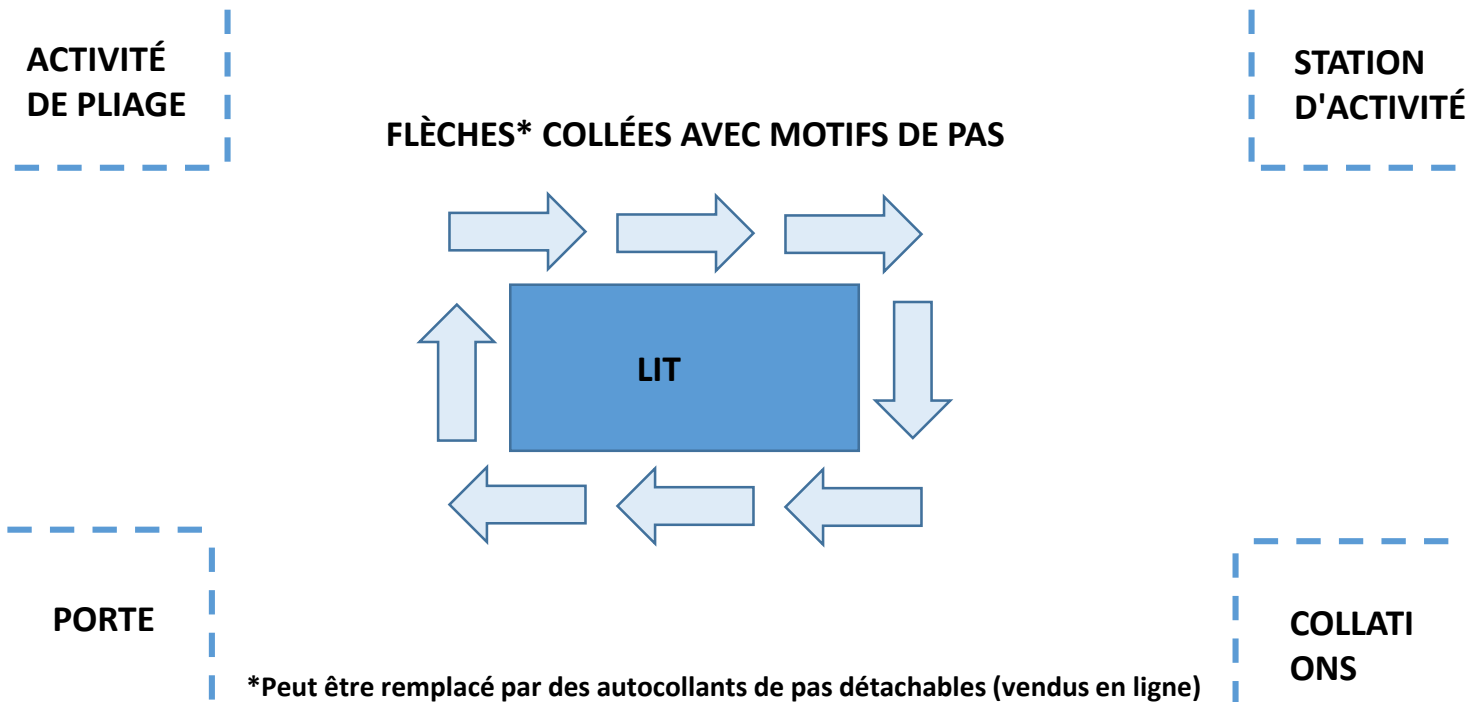 ACTIVITÉ
DE PLIAGE
STATION
D'ACTIVITÉ
FLÈCHES* COLLÉES AVEC MOTIFS DE PAS
LIT
PORTE
COLLATI
ONS
*Peut être remplacé par des autocollants de pas détachables (vendus en ligne)